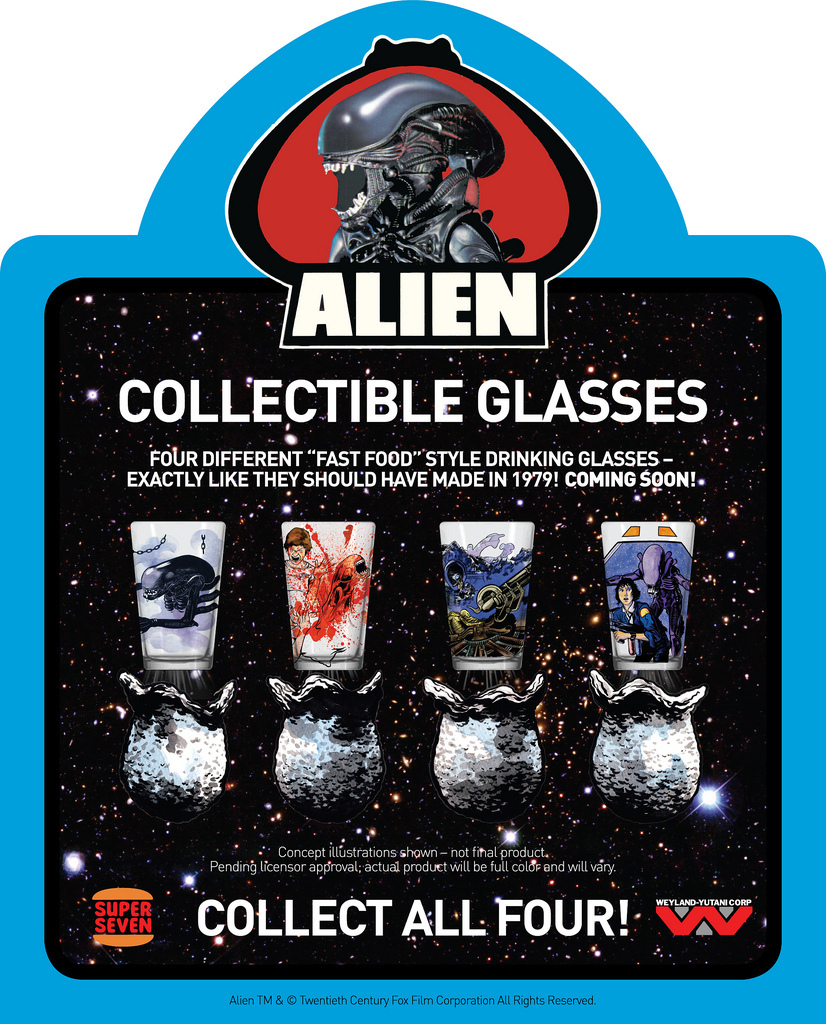 ALIEN
COLLECTIBLE GLASSES
FOUR DIFFERENT “FAST FOOD” STYLE DRINKING GLASSES –
EXACTLY LIKE THEY SHOULD HAVE MADE IN 1979! COMING SOON!
Concept illustrations shown – not final product.
Pending licensor approval; actual product will be full color and will vary.
SUPER
SEVEN
COLLECT ALL FOUR!
WEYLAND-YUTANI CORP
Alien TM & © Twentieth Century Fox Film Corporation All Rights Reserved.